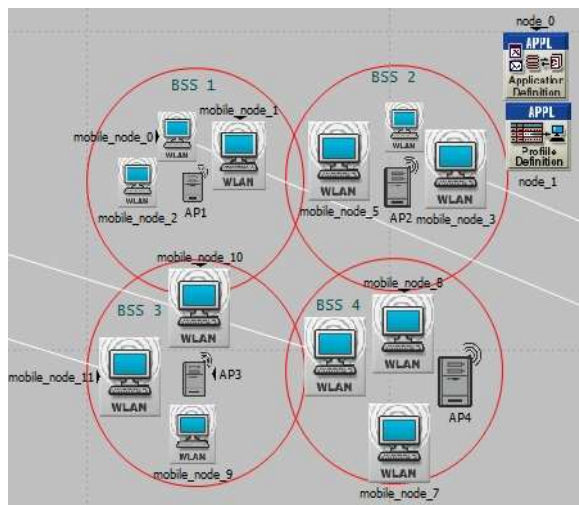 node_0
APPL
Application
Definition
APPL
Profile
Definition
node_1
BSS 1
mobile_node_1
mobile_node_0
WLAN
WLAN
WLAN
mobile_node_2
AP1
BSS 2
WLAN
WLAN
WLAN
mobile_node_5
AP2
mobile_node_3
mobile_node_10
BSS 3
WLAN
mobile_node_11
WLAN
AP3
WLAN
mobile_node_9
mobile_node_8
BSS 4
WLAN
WLAN
AP4
WLAN
mobile_node_7